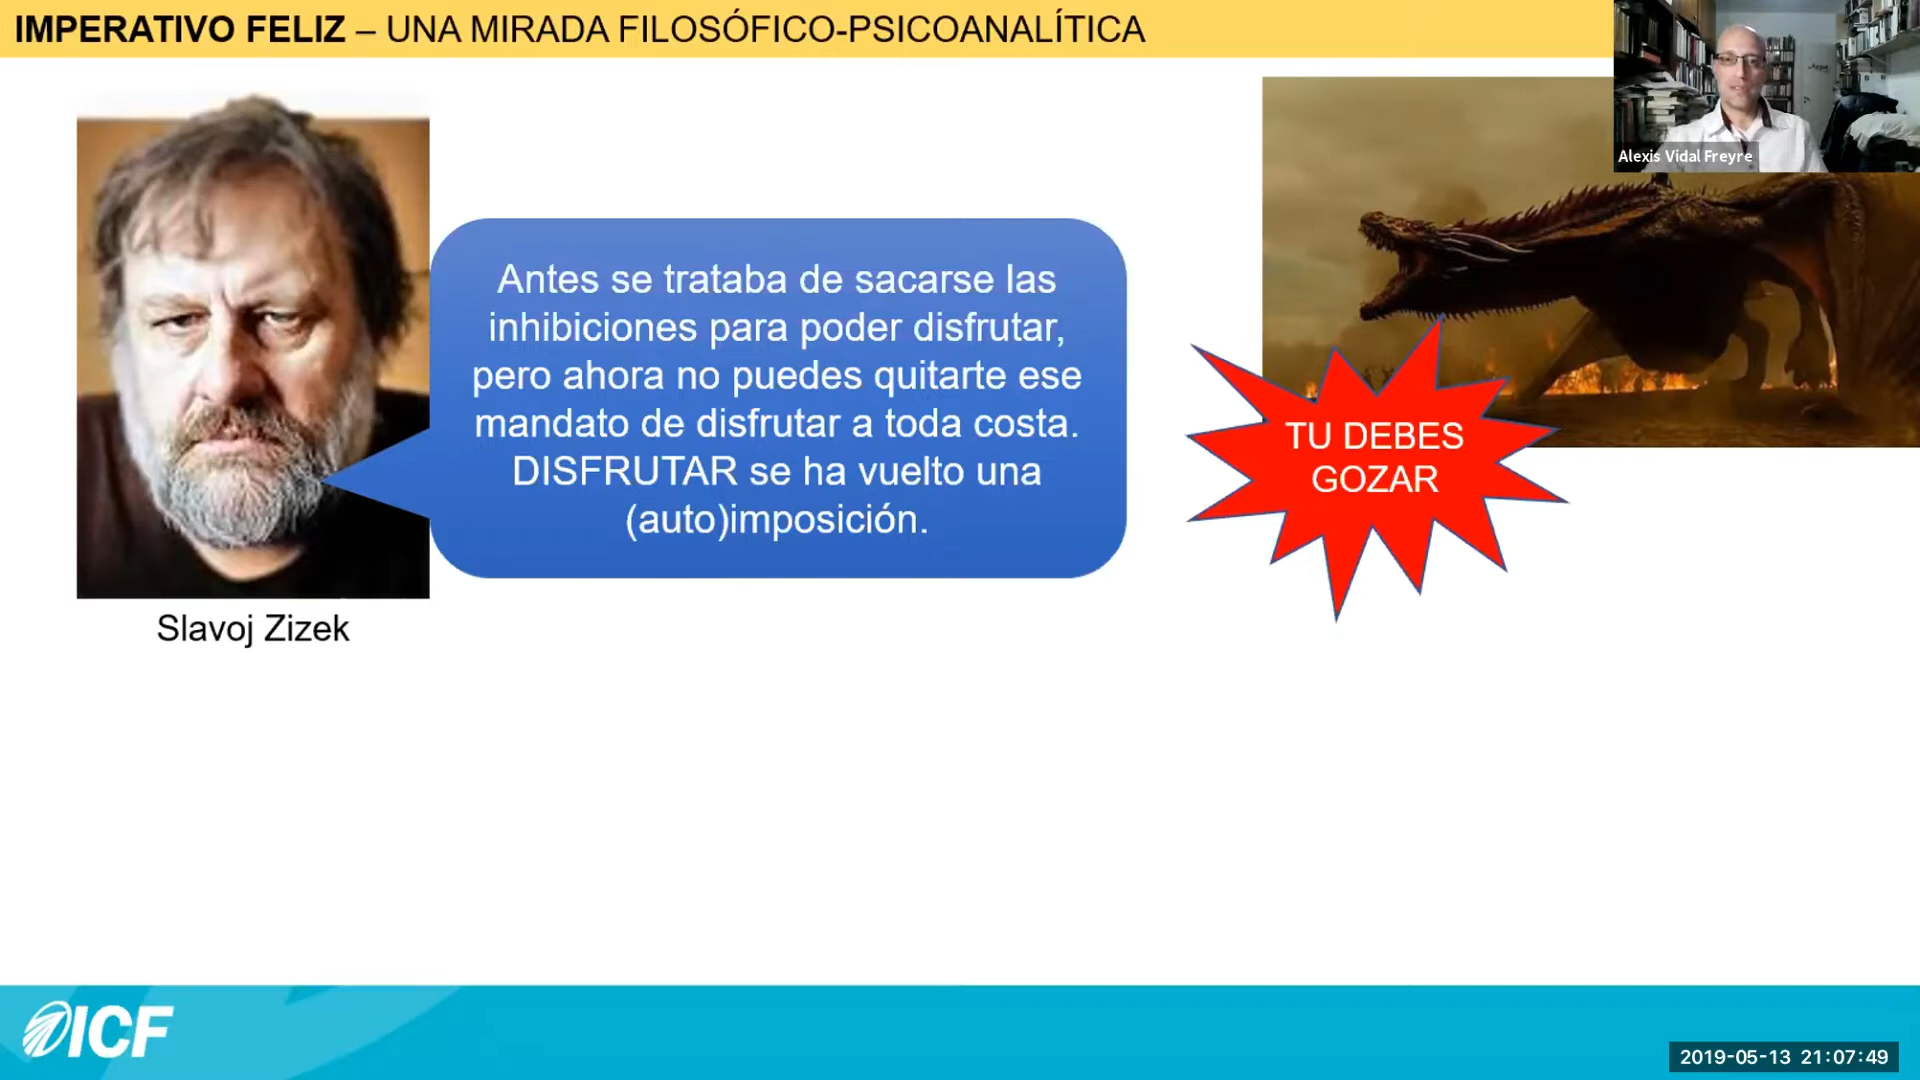 IMPERATIVO FELIZ – UNA MIRADA FILOSÓFICO-PSICOANALÍTICA
Alexis Vidal Freyre
Antes se trataba de sacarse las
inhibiciones para poder disfrutar,
pero ahora no puedes quitarte ese
mandato de disfrutar a toda costa.
DISFRUTAR se ha vuelto una
(auto)imposición.
TU DEBES
GOZAR
Slavoj Zizek
ICF
2019-05-13 21:07:49